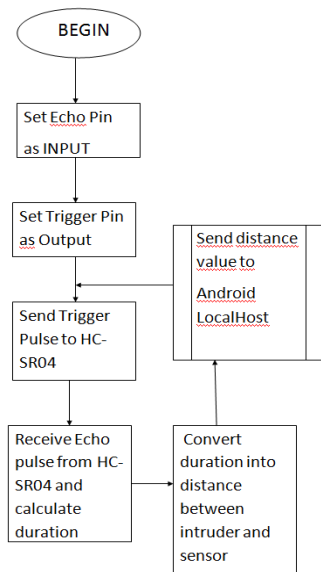 BEGIN
Set Echo Pin
as INPUT
Set Trigger Pin
as Output
Send Trigger
Pulse to HC-
SR04
Receive Echo
pulse from HC-
SR04 and
calculate
duration
Convert
duration into
distance
between
intruder and
sensor
Send distance
value to
Android
LocalHost